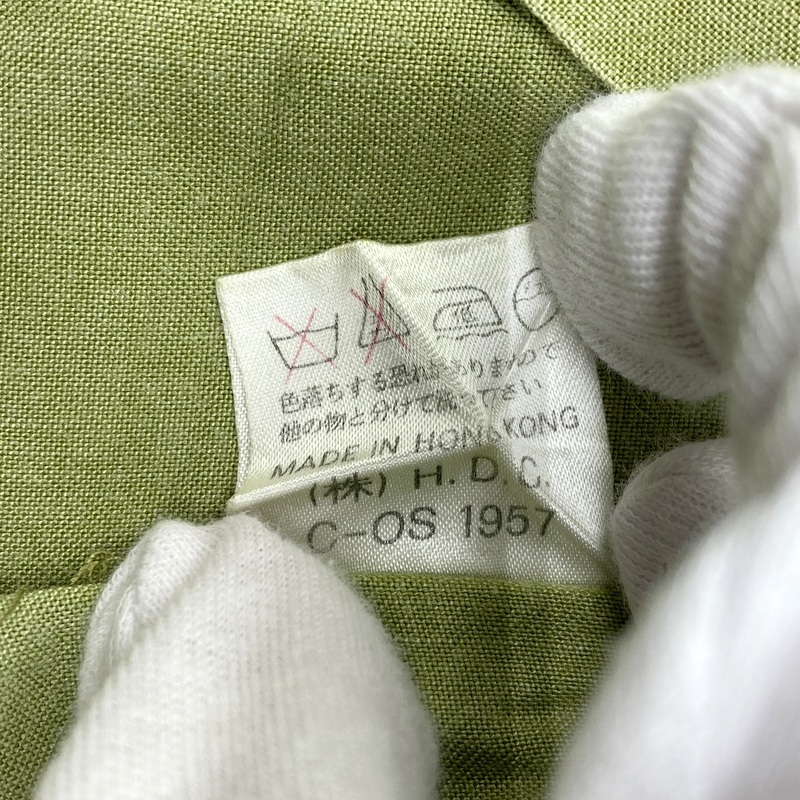 色落ちする恐れがありますので
他の物と分けて洗って下さい
MADE IN HONGKONG
(株) H.D.C.
C-OS 1957